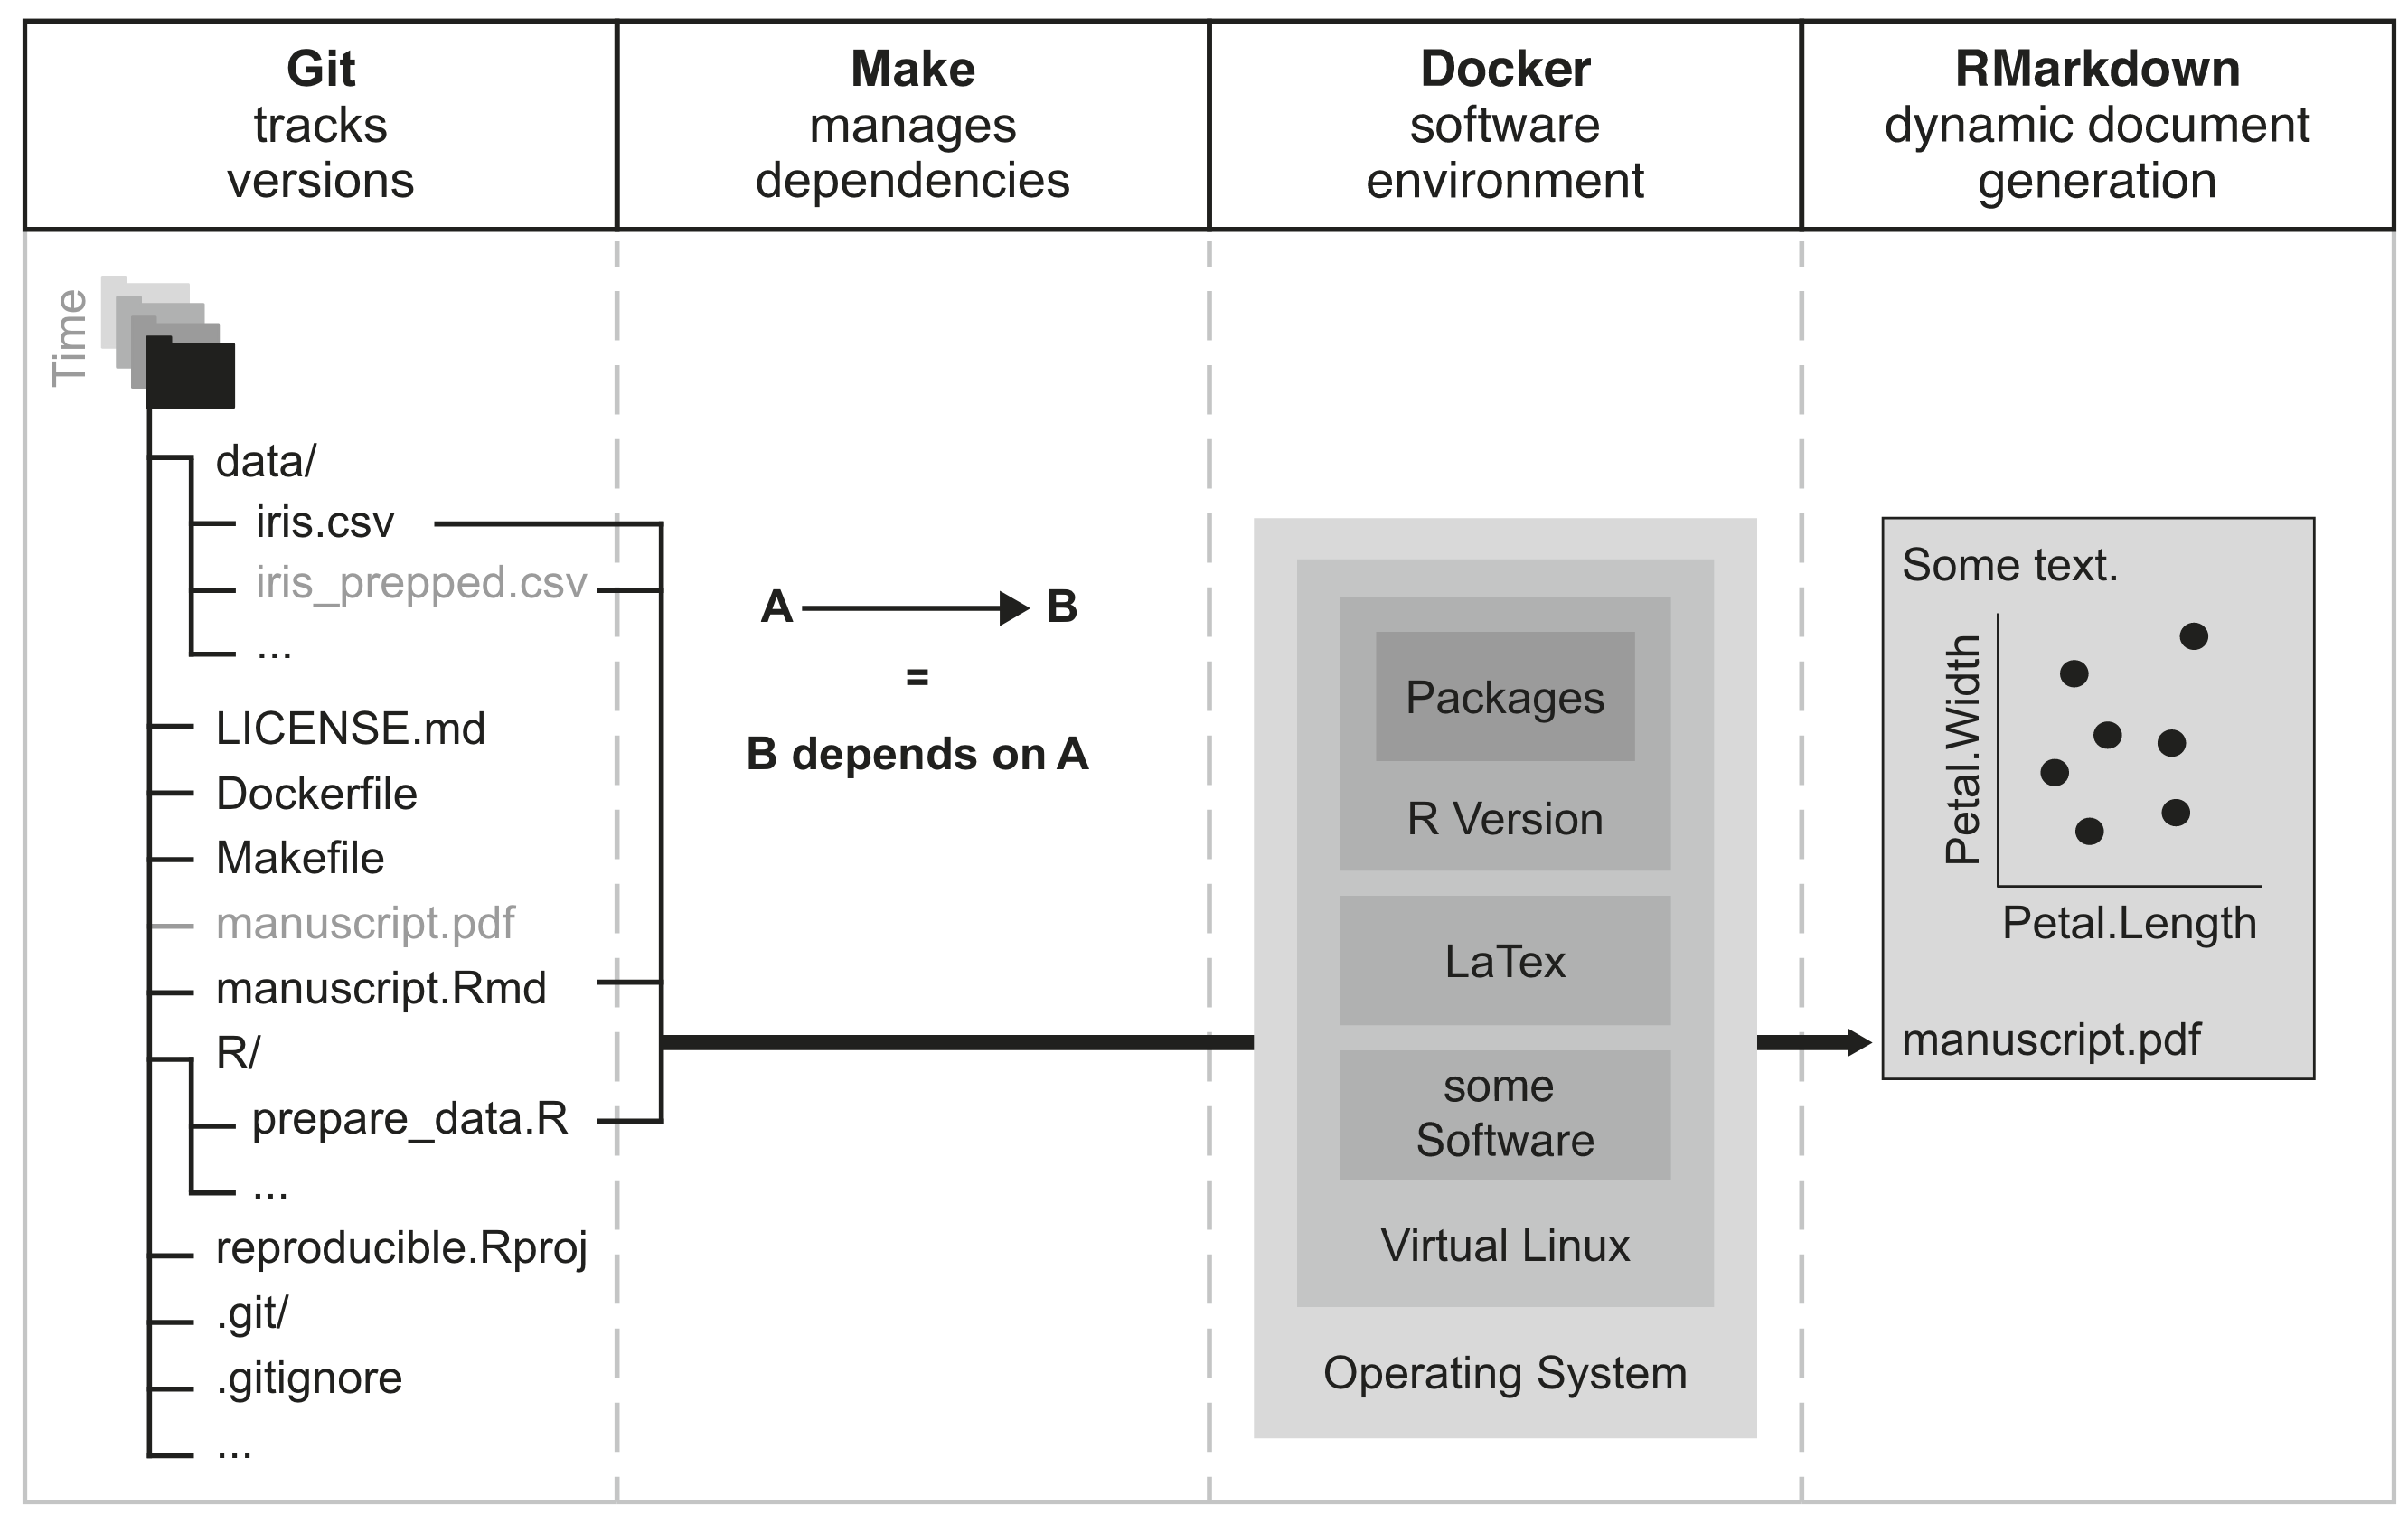 Git
tracks
versions
Make
manages
dependencies
Docker
software
environment
RMarkdown
dynamic document
generation
Time
data/
iris.csv
iris_prepped.csv
...
LICENSE.md
Dockerfile
Makefile
manuscript.pdf
manuscript.Rmd
R/
prepare_data.R
...
reproducible.Rproj
.git/
.gitignore
...
A B
=
B depends on A
Packages
R Version
LaTex
some
Software
Virtual Linux
Operating System
Some text.
Petal.Width
Petal.Length
manuscript.pdf